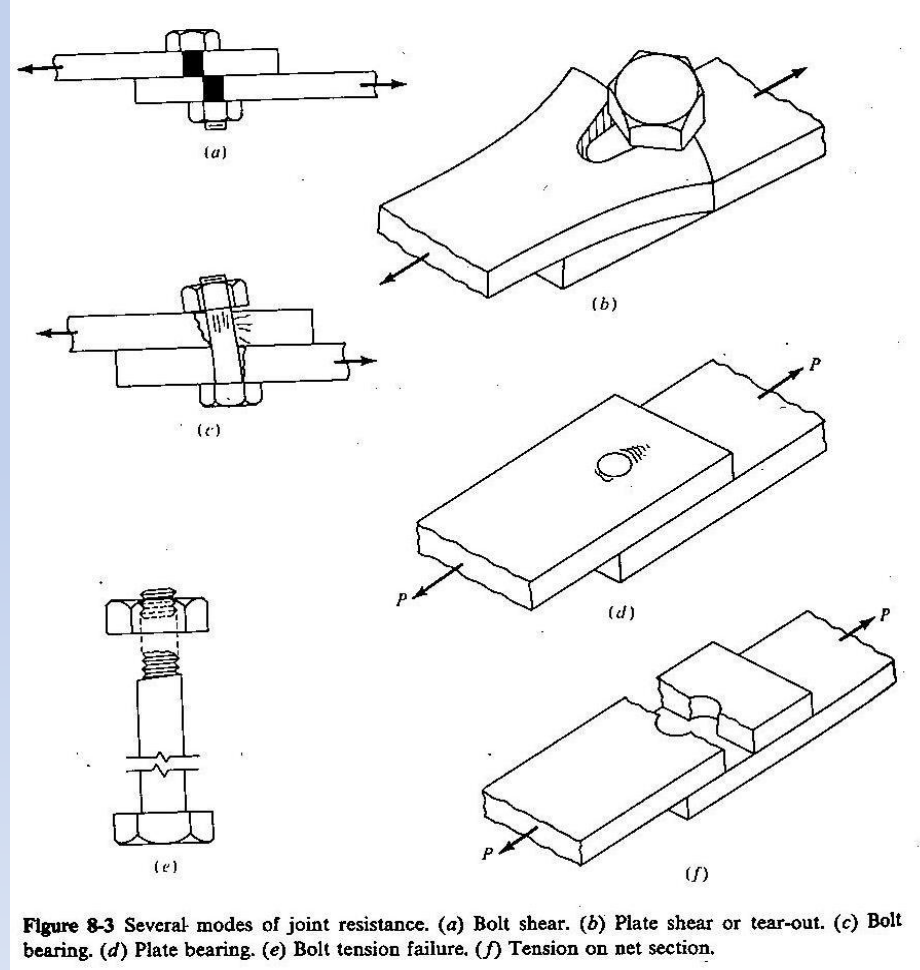 (a)
(b)
(c)
P
P
(d)
P
P
(e)
(f)
Figure 8-3 Several modes of joint resistance. (a) Bolt shear. (b) Plate shear or tear-out. (c) Bolt
bearing. (d) Plate bearing. (e) Bolt tension failure. (f) Tension on net section.